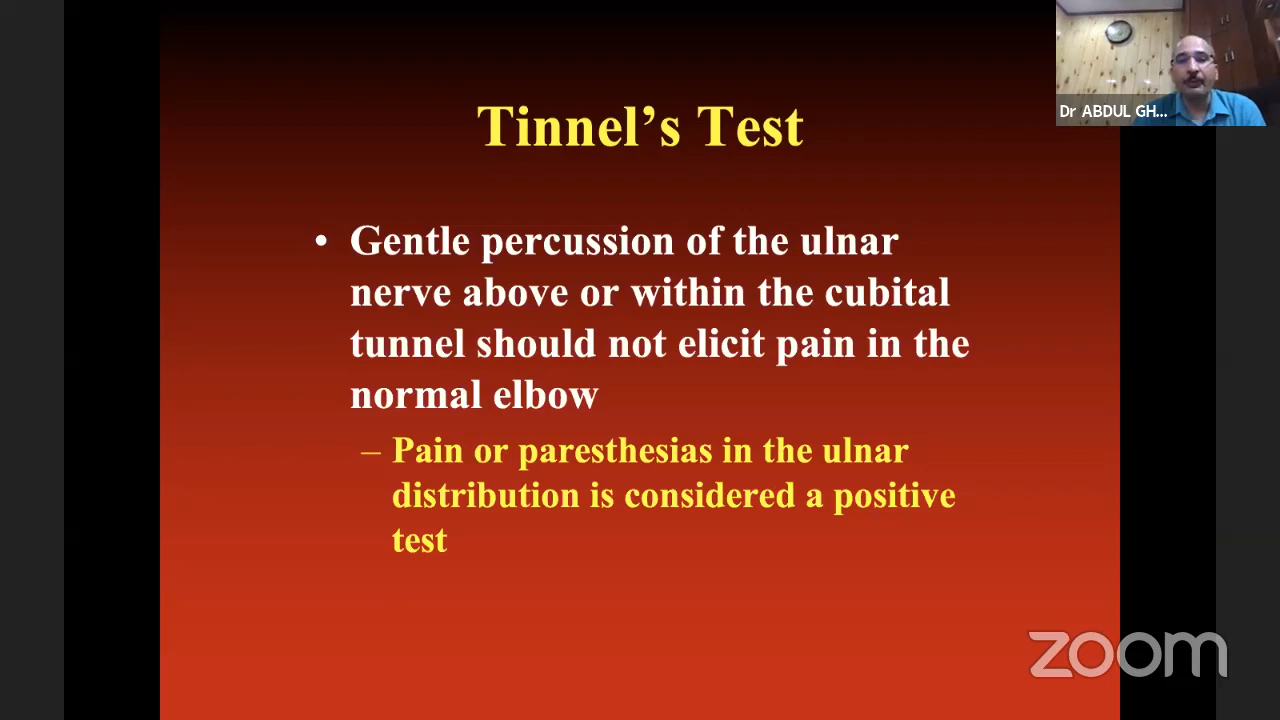 Dr ABDUL GH...
Tinnel's Test
• Gentle percussion of the ulnar
nerve above or within the cubital
tunnel should not elicit pain in the
normal elbow
– Pain or paresthesias in the ulnar
distribution is considered a positive
test
zoom